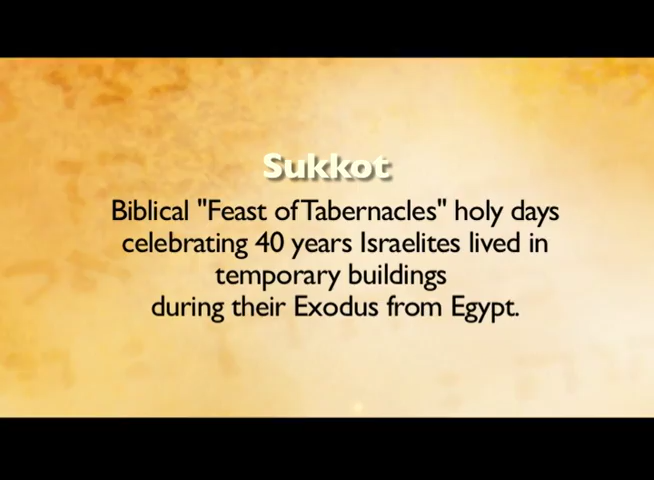 Sukkot
Biblical "Feast of Tabernacles" holy days
celebrating 40 years Israelites lived in
temporary buildings
during their Exodus from Egypt.